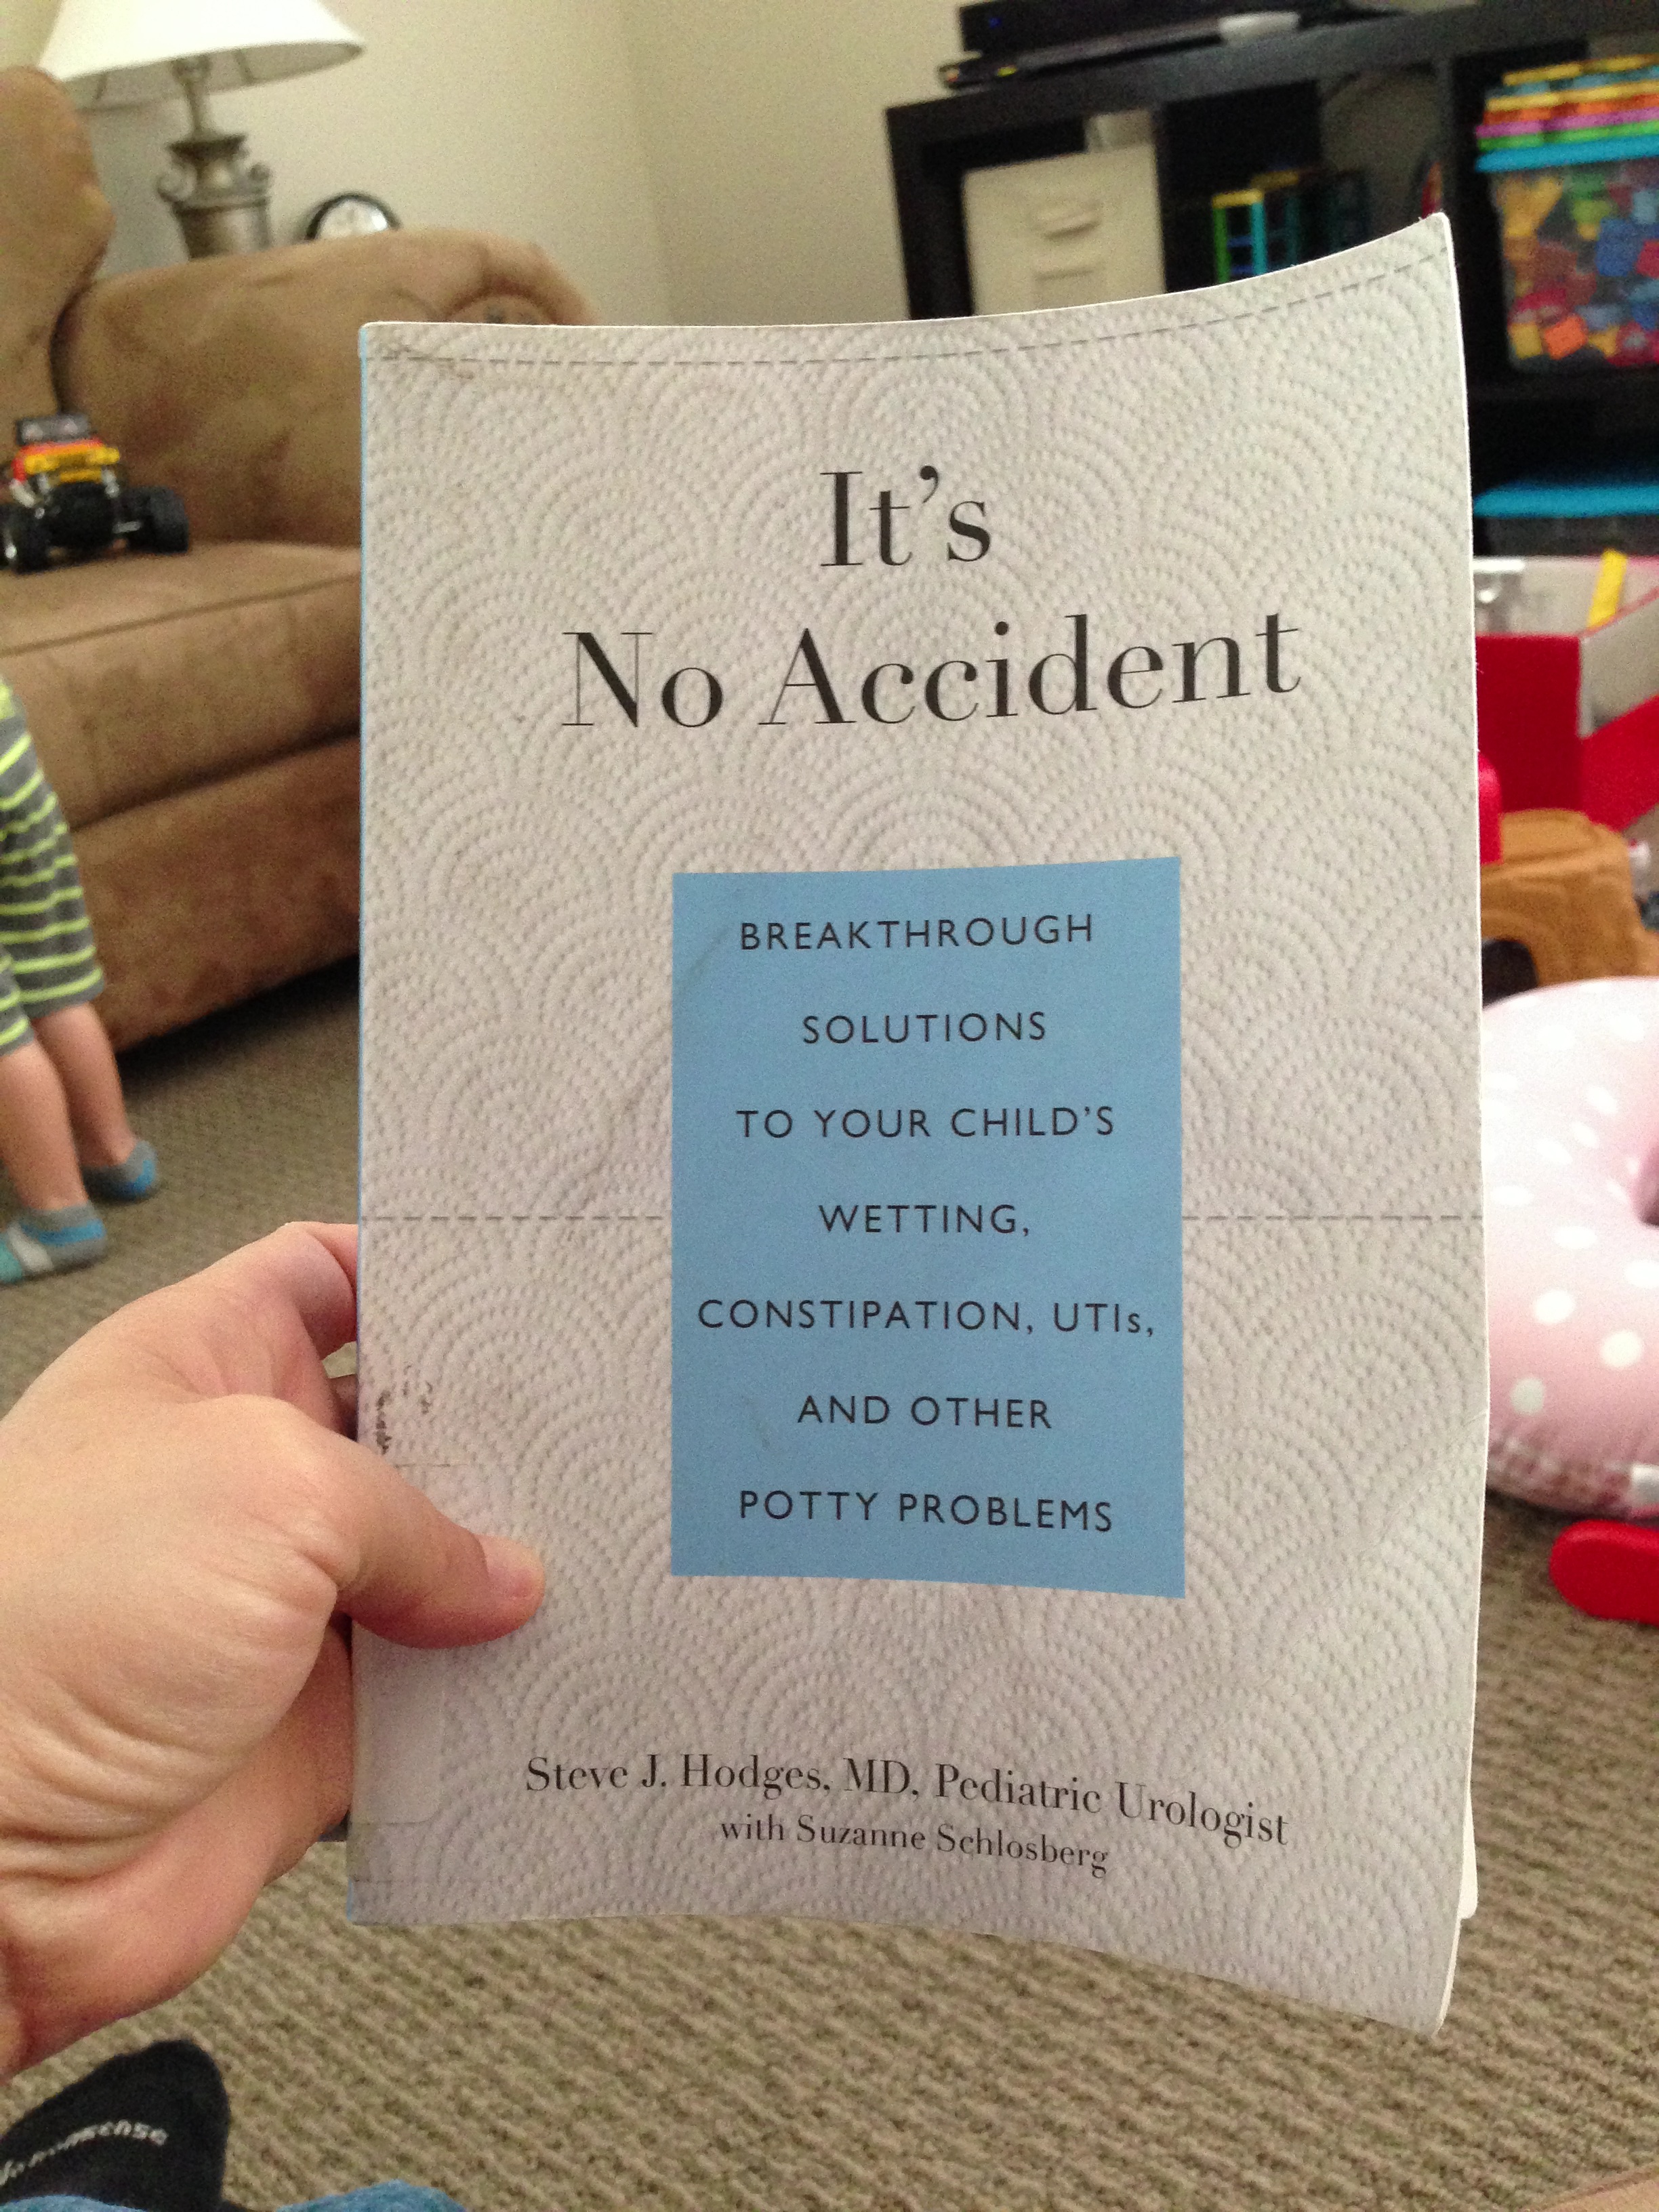 It's
No Accident
BREAKTHROUGH
SOLUTIONS
TO YOUR CHILD'S
WETTING,
CONSTIPATION, UTIs,
AND OTHER
POTTY PROBLEMS
Steve J. Hodges, MD, Pediatric Urologist
with Suzanne Schlosberg